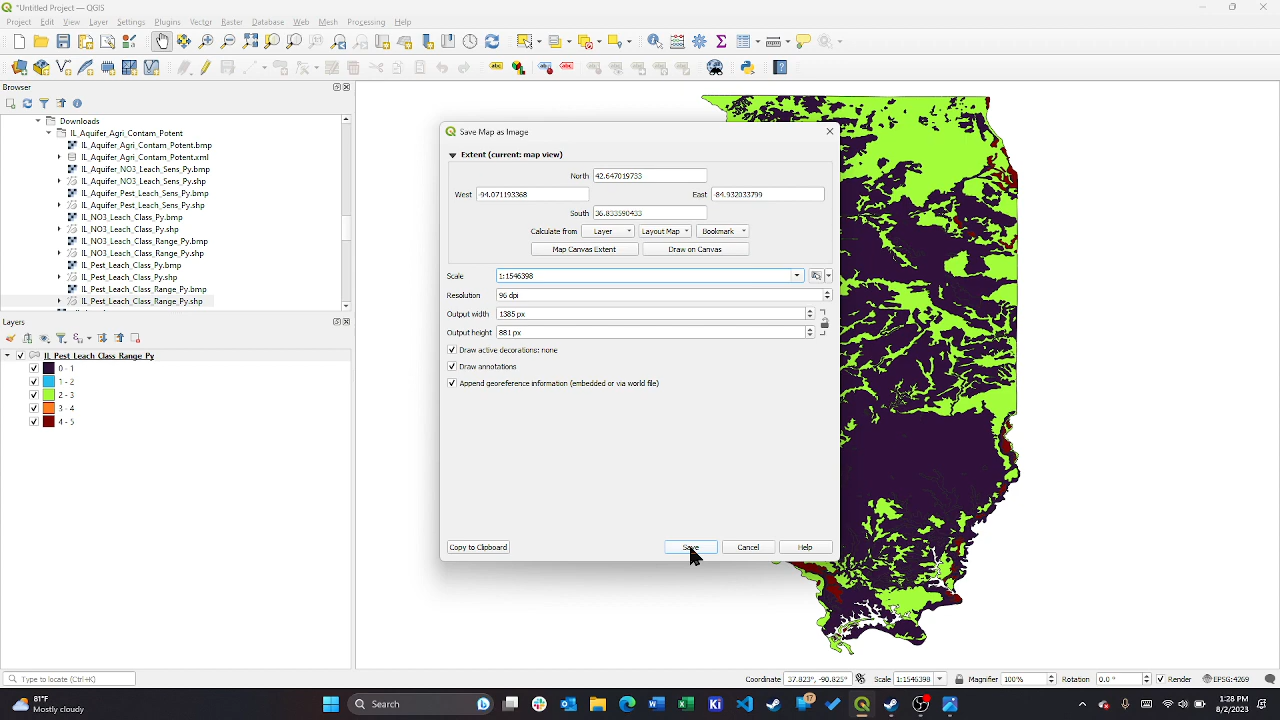 *Untitled Project — QGIS
Project Edit View Layer Settings Plugins Vector Raster Database Web Mesh Processing Help
Browser
Downloads
IL_Aquifer_Agri_Contam_Potent
IL_Aquifer_Agri_Contam_Potent.bmp
IL_Aquifer_Agri_Contam_Potent.xml
IL_Aquifer_NO3_Leach_Sens_Py.bmp
IL_Aquifer_NO3_Leach_Sens_Py.shp
IL_Aquifer_Pest_Leach_Sens_Py.bmp
IL_Aquifer_Pest_Leach_Sens_Py.shp
IL_NO3_Leach_Class_Py.bmp
IL_NO3_Leach_Class_Py.shp
IL_NO3_Leach_Class_Range_Py.bmp
IL_NO3_Leach_Class_Range_Py.shp
IL_Pest_Leach_Class_Py.bmp
IL_Pest_Leach_Class_Py.shp
IL_Pest_Leach_Class_Range_Py.bmp
IL_Pest_Leach_Class_Range_Py.shp
Layers
IL_Pest_Leach_Class_Range_Py
0 - 1
1 - 2
2 - 3
3 - 4
4 - 5
Save Map as Image
Extent (current: map view)
North 42.647019733
West -94.071193368 East -84.932033799
South 36.833590433
Calculate from Layer Layout Map Bookmark
Map Canvas Extent Draw on Canvas
Scale 1:1546398
Resolution 96 dpi
Output width 1385 px
Output height 881 px
Draw active decorations: none
Draw annotations
Append georeference information (embedded or via world file)
Copy to Clipboard Save Cancel Help
Type to locate (Ctrl+K) Coordinate 37.823°, -90.825° Scale 1:1546398 Magnifier 100% Rotation 0.0 ° Render EPSG:4269
81°F
Mostly cloudy
Search
17
1:28 PM
8/2/2023